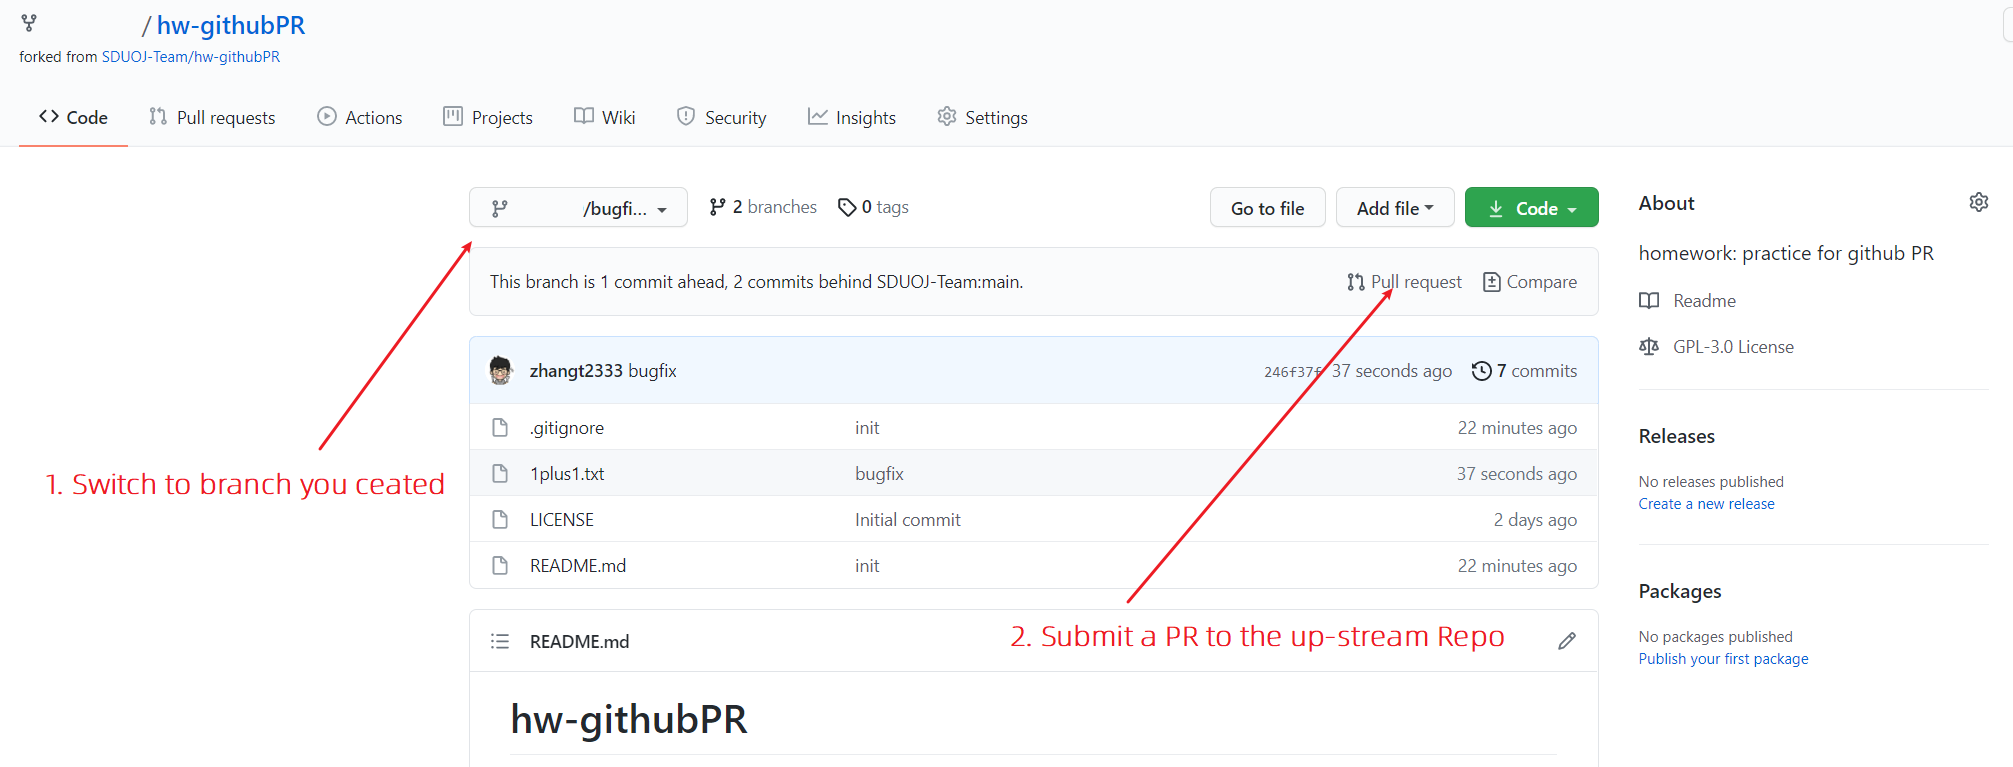 / hw-githubPR
forked from SDUOJ-Team/hw-githubPR
Code Pull requests Actions Projects Wiki Security Insights Settings
/bugfi... 2 branches 0 tags Go to file Add file Code
This branch is 1 commit ahead, 2 commits behind SDUOJ-Team:main. Pull request Compare
zhangt2333 bugfix 246f37f 37 seconds ago 7 commits
.gitignore init 22 minutes ago
1plus1.txt bugfix 37 seconds ago
LICENSE Initial commit 2 days ago
README.md init 22 minutes ago
README.md
hw-githubPR
1. Switch to branch you ceated
2. Submit a PR to the up-stream Repo
About
homework: practice for github PR
Readme
GPL-3.0 License
Releases
No releases published
Create a new release
Packages
No packages published
Publish your first package